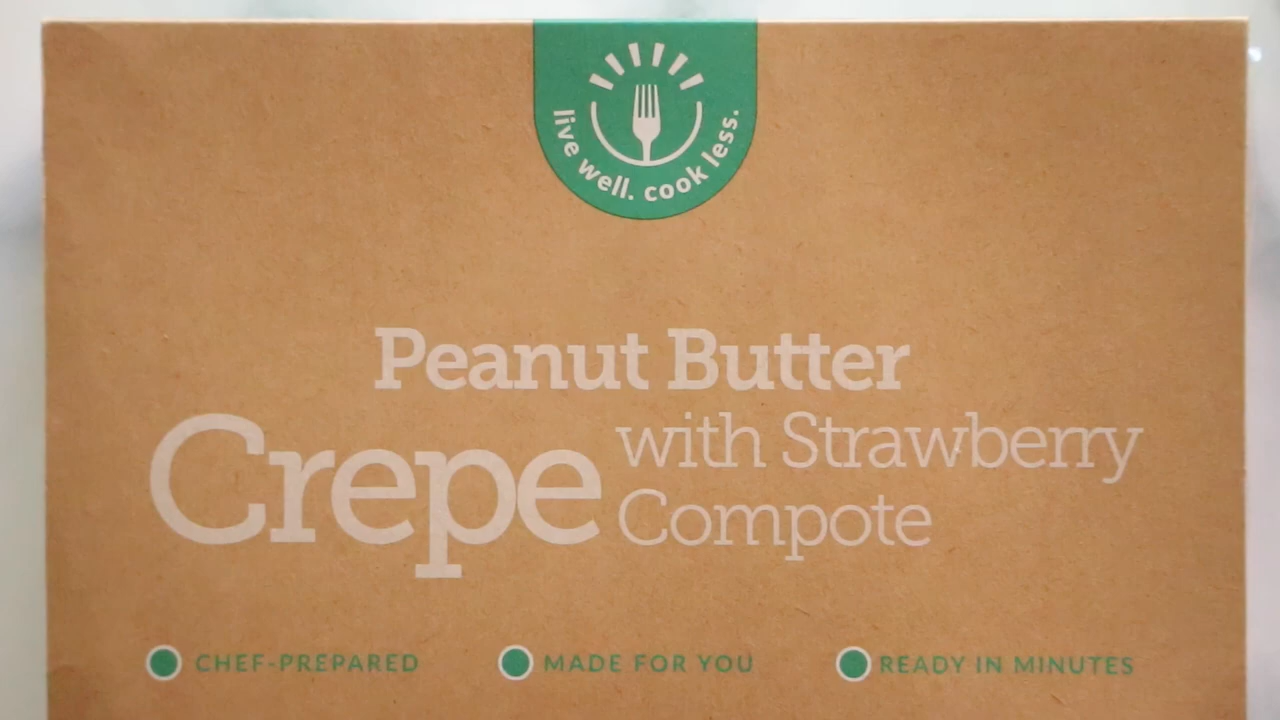 live well. cook less.
Peanut Butter
Crepe with Strawberry
Compote
CHEF-PREPARED
MADE FOR YOU
READY IN MINUTES